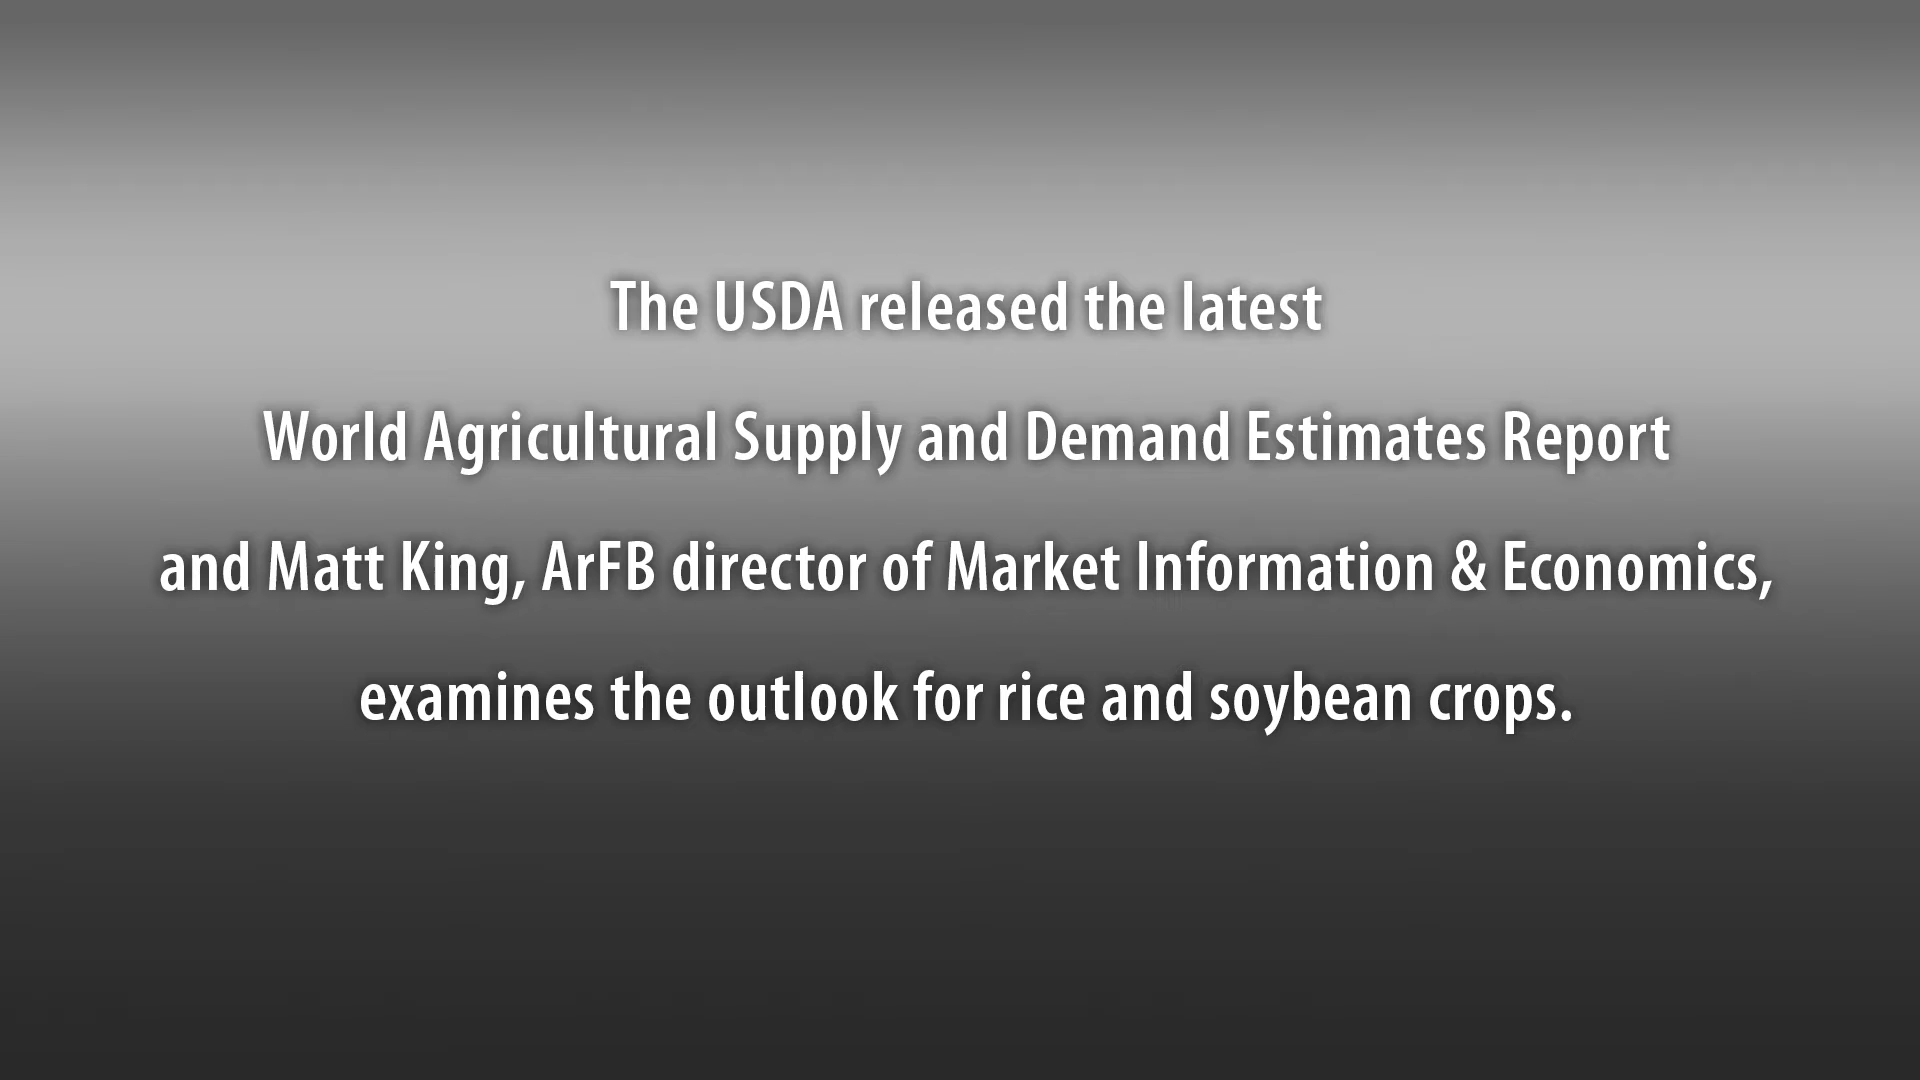 The USDA released the latest
World Agricultural Supply and Demand Estimates Report
and Matt King, ArFB director of Market Information & Economics,
examines the outlook for rice and soybean crops.